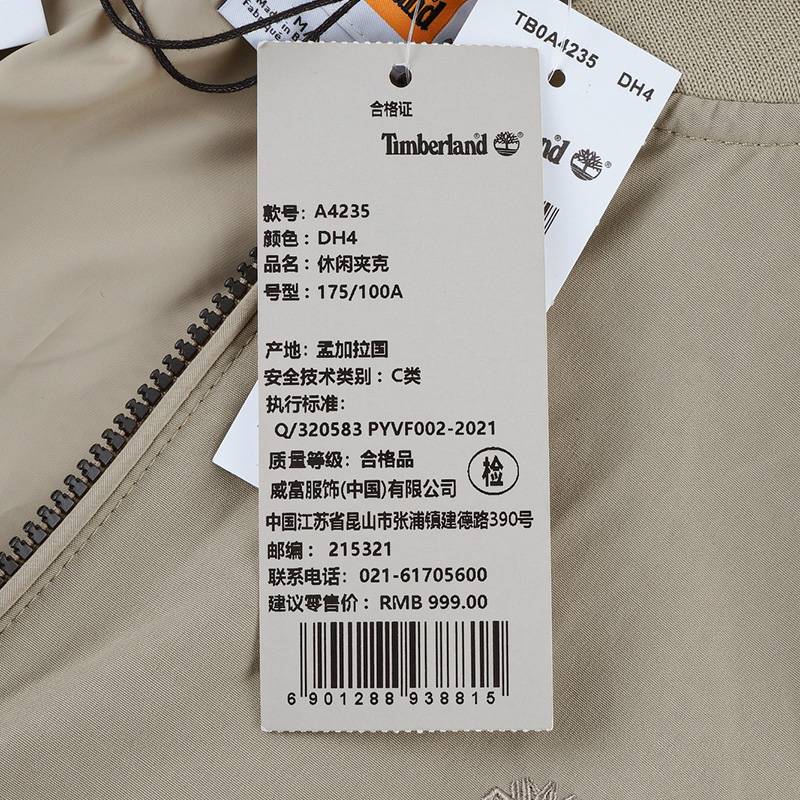 M
Fabriqué
TB0A4235 DH4
合格证
Timberland
款号: A4235
颜色: DH4
品名: 休闲夹克
号型: 175/100A
产地: 孟加拉国
安全技术类别: C类
执行标准:
Q/320583 PYVF002-2021
质量等级: 合格品
检
威富服饰(中国)有限公司
中国江苏省昆山市张浦镇建德路390号
邮编: 215321
联系电话: 021-61705600
建议零售价: RMB 999.00
6 901288 938815